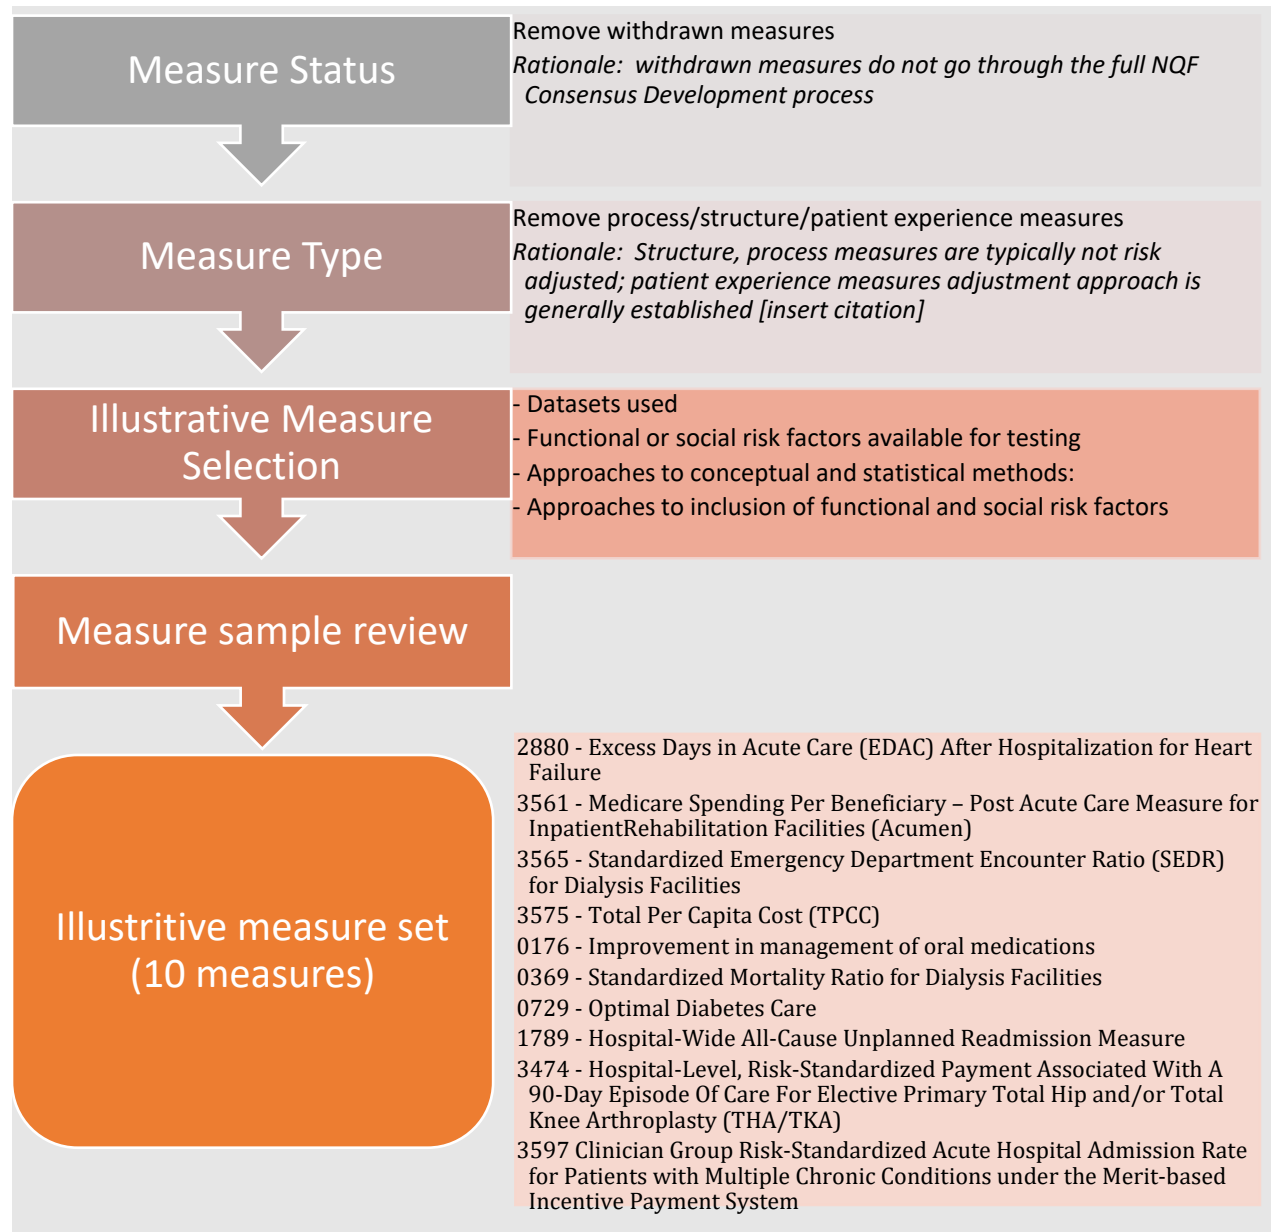 Measure Status
Remove withdrawn measures
Rationale:  withdrawn measures do not go through the full NQF
Consensus Development process
Measure Type
Remove process/structure/patient experience measures
Rationale:  Structure, process measures are typically not risk
adjusted; patient experience measures adjustment approach is
generally established [insert citation]
Illustrative Measure
Selection
- Datasets used
- Functional or social risk factors available for testing
- Approaches to conceptual and statistical methods:
- Approaches to inclusion of functional and social risk factors
Measure sample review
Illustritive measure set
(10 measures)
2880 - Excess Days in Acute Care (EDAC) After Hospitalization for Heart
Failure
3561 - Medicare Spending Per Beneficiary – Post Acute Care Measure for
InpatientRehabilitation Facilities (Acumen)
3565 - Standardized Emergency Department Encounter Ratio (SEDR)
for Dialysis Facilities
3575 - Total Per Capita Cost (TPCC)
0176 - Improvement in management of oral medications
0369 - Standardized Mortality Ratio for Dialysis Facilities
0729 - Optimal Diabetes Care
1789 - Hospital-Wide All-Cause Unplanned Readmission Measure
3474 - Hospital-Level, Risk-Standardized Payment Associated With A
90-Day Episode Of Care For Elective Primary Total Hip and/or Total
Knee Arthroplasty (THA/TKA)
3597 Clinician Group Risk-Standardized Acute Hospital Admission Rate
for Patients with Multiple Chronic Conditions under the Merit-based
Incentive Payment System